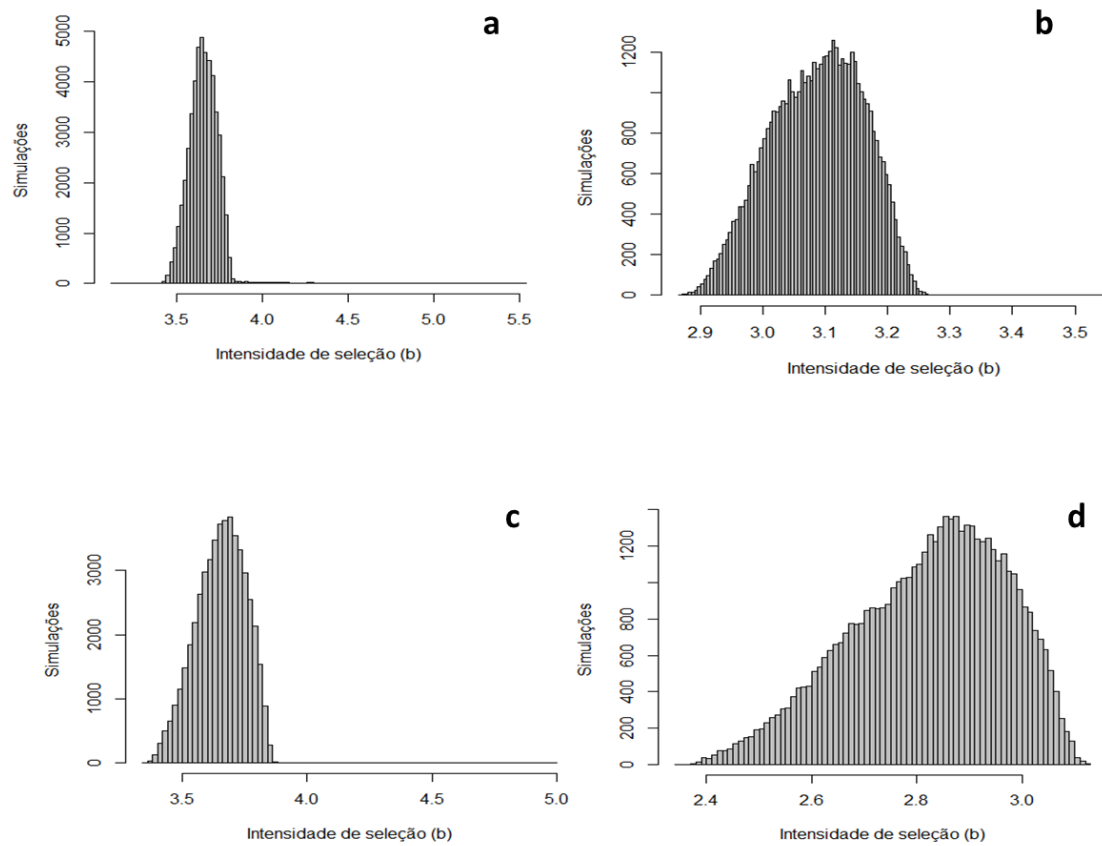 a
5000
4000
3000
2000
1000
0
Simulações
3.5 4.0 4.5 5.0 5.5
Intensidade de seleção (b)
b
1200
1000
800
600
400
200
0
Simulações
2.9 3.0 3.1 3.2 3.3 3.4 3.5
Intensidade de seleção (b)
c
3000
2000
1000
0
Simulações
3.5 4.0 4.5 5.0
Intensidade de seleção (b)
d
1200
1000
800
600
400
200
0
Simulações
2.4 2.6 2.8 3.0
Intensidade de seleção (b)